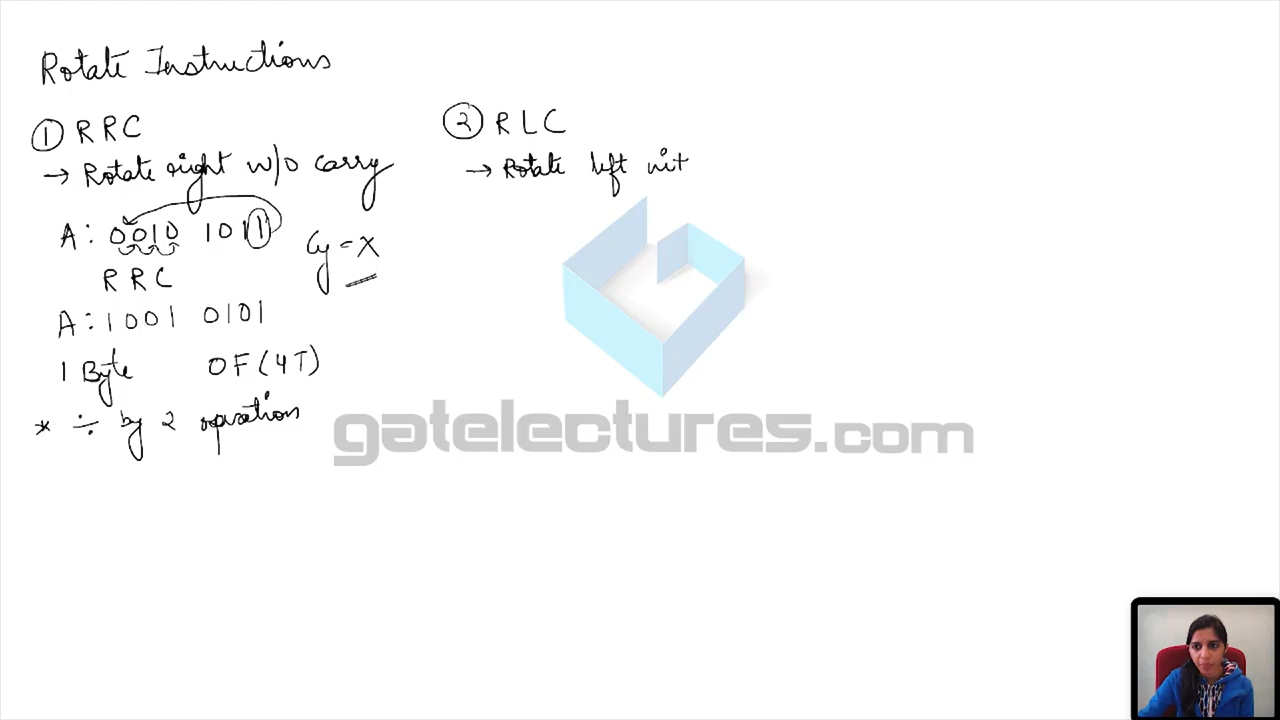 Rotate Instructions
① RRC
→ Rotate right w/o carry
A: 0010 1011
Cy = X
RRC
A: 1001 0101
1 Byte OF (4T)
* ÷ by 2 operations
② RLC
→ Rotate left wit
gatelectures.com